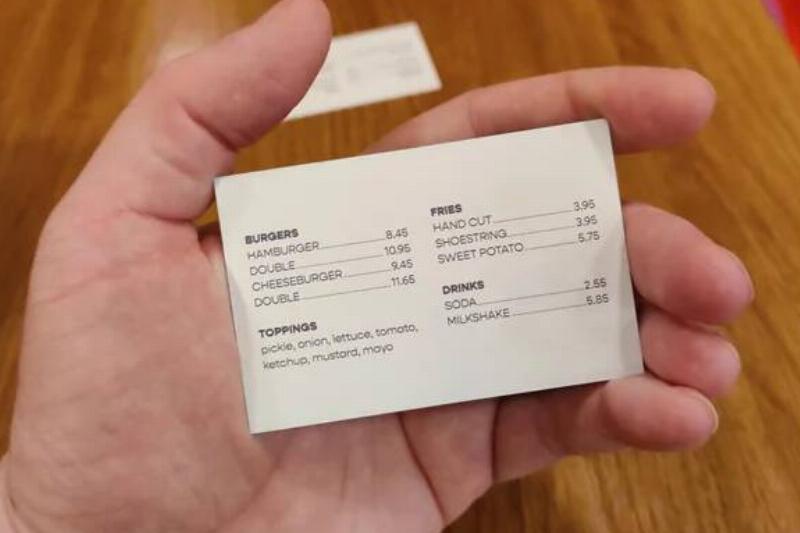 BURGERS
HAMBURGER 8.45
DOUBLE 10.95
CHEESEBURGER 9.45
DOUBLE 11.65
TOPPINGS
pickle, onion, lettuce, tomato,
ketchup, mustard, mayo
FRIES
HAND CUT 3.95
SHOESTRING 3.95
SWEET POTATO 5.75
DRINKS
SODA 2.55
MILKSHAKE 5.85